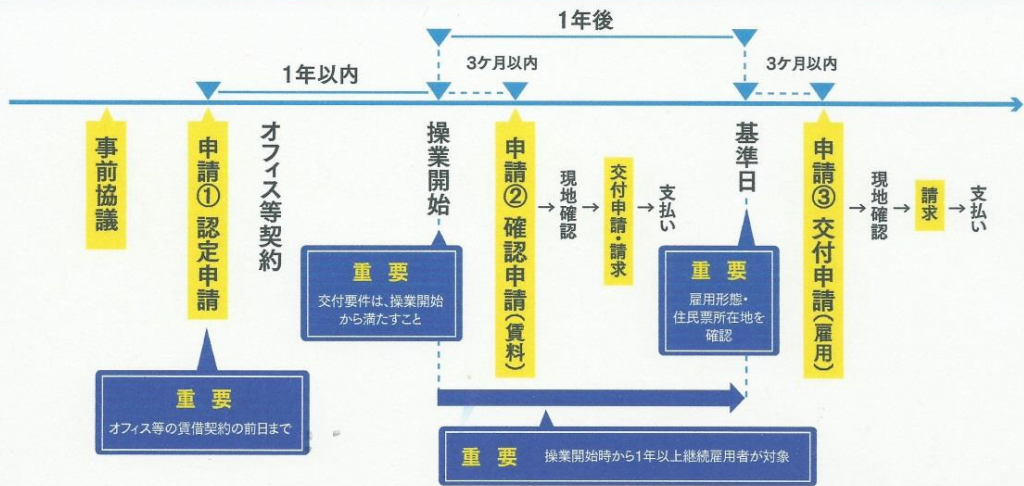 1年後
1年以内
3ケ月以内
3ケ月以内
事前協議
申請① 認定申請
オフィス等契約
操業開始
申請② 確認申請(賃料)
→現地確認→交付申請・請求→支払い
基準日
申請③ 交付申請(雇用)
→現地確認→請求→支払い
重要
オフィス等の賃借契約の前日まで
重要
交付要件は、操業開始
から満たすこと
重要
雇用形態・
住民票所在地を
確認
重要 操業開始時から1年以上継続雇用者が対象